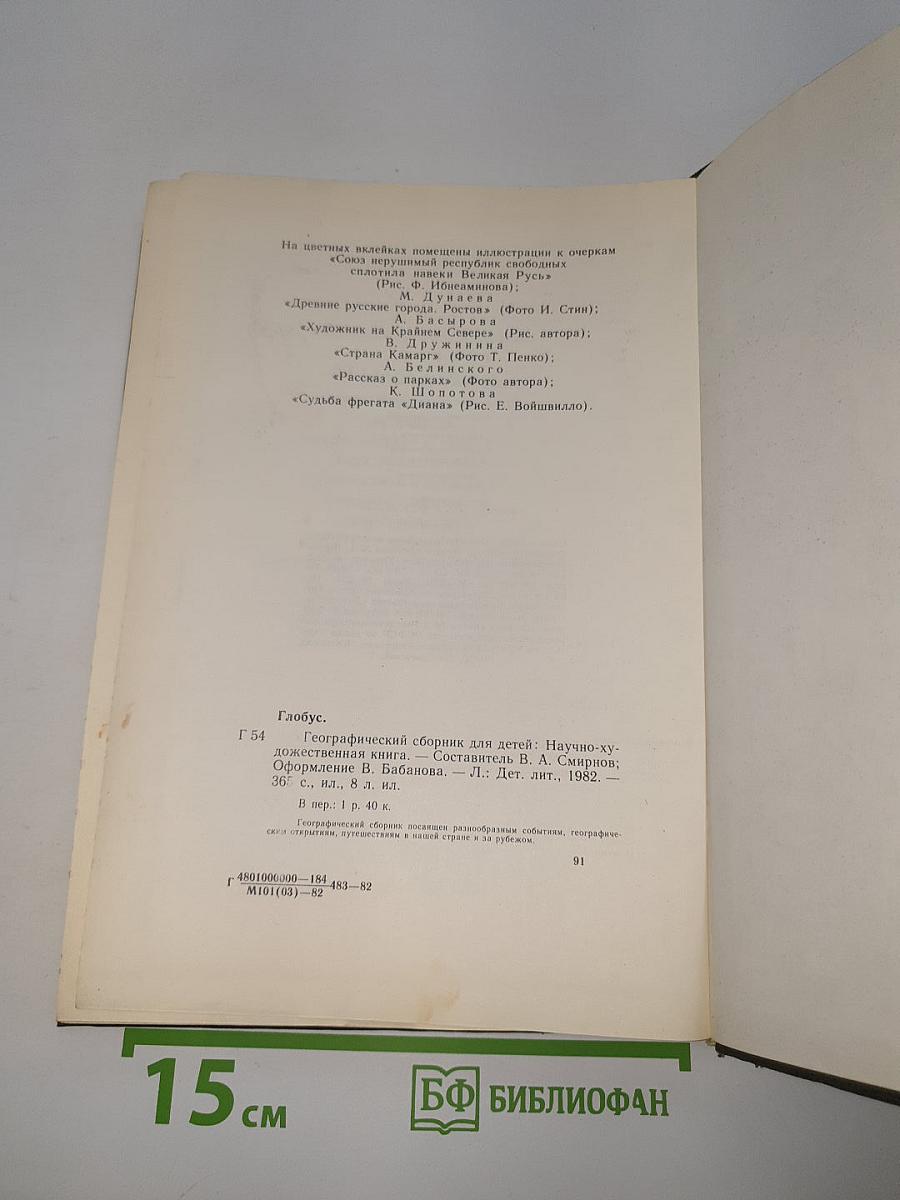 На цветных вклейках помещены иллюстрации к очеркам
«Союз нерушимый республик свободных
сплотила навеки Великая Русь»
(Рис. Ф. Ибнеаминова);
М. Дунаева
«Древние русские города. Ростов» (Фото И. Стин);
А. Басырова
«Художник на Крайнем Севере» (Рис. автора);
В. Дружинина
«Страна Камарг» (Фото Т. Пенко);
А. Белинского
«Рассказ о парках» (Фото автора);
К. Шопотова
«Судьба фрегата «Диана» (Рис. Е. Войшвилло).
Глобус.
Г 54 Географический сборник для детей: Научно-ху-
дожественная книга. — Составитель В. А. Смирнов;
Оформление В. Бабанова. — Л.: Дет. лит., 1982. —
с., ил., 8 л. ил.
В пер.: 1 р. 40 к.
Географический сборник посвящен разнообразным событиям, географиче-
ским открытиям, путешествиям в нашей стране и за рубежом.
91
Г 4801000000—184 483—82
М101(03)—82
15 см
БФ БИБЛИОФАН